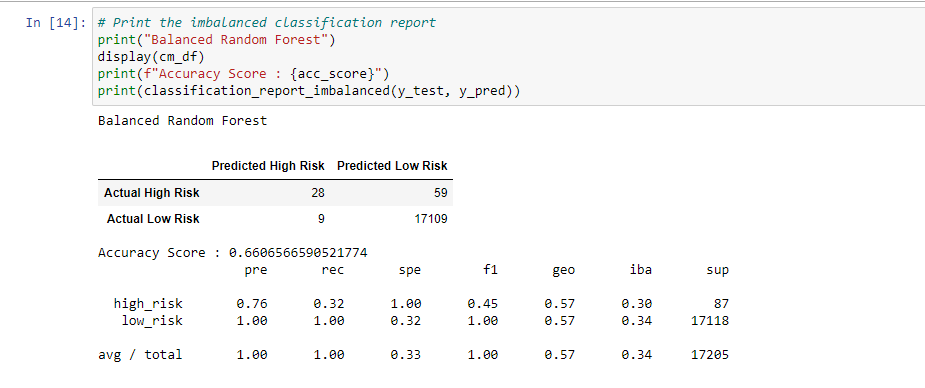 In [14]: # Print the imbalanced classification report
print("Balanced Random Forest")
display(cm_df)
print(f"Accuracy Score : {acc_score}")
print(classification_report_imbalanced(y_test, y_pred))
Balanced Random Forest
Predicted High Risk Predicted Low Risk
Actual High Risk 28 59
Actual Low Risk 9 17109
Accuracy Score : 0.6606566590521774
pre rec spe f1 geo iba sup
high_risk 0.76 0.32 1.00 0.45 0.57 0.30 87
low_risk 1.00 1.00 0.32 1.00 0.57 0.34 17118
avg / total 1.00 1.00 0.33 1.00 0.57 0.34 17205